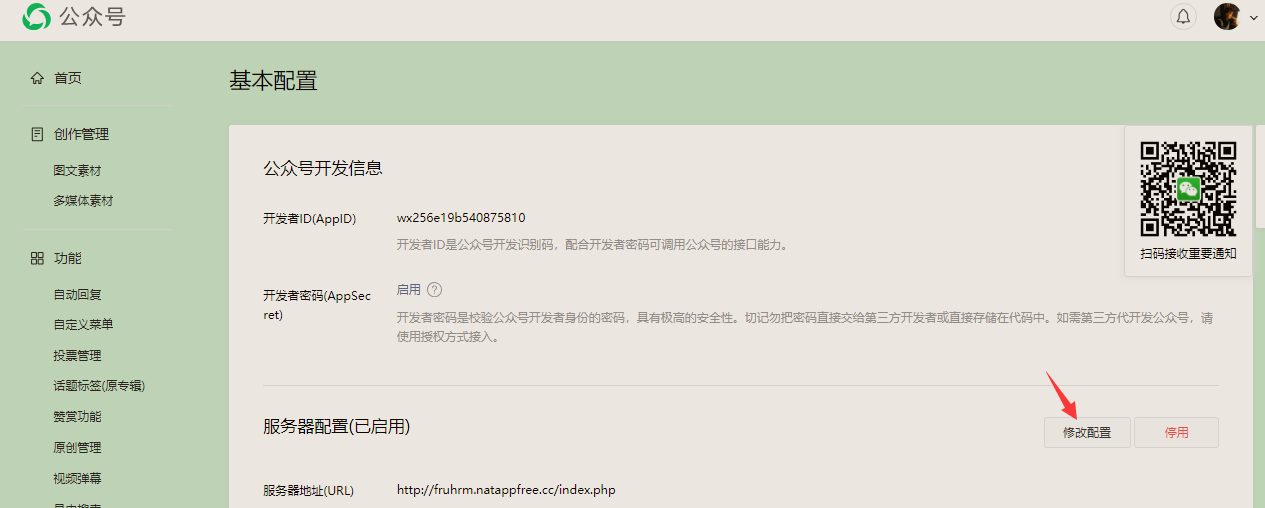 公众号
首页
创作管理
图文素材
多媒体素材
功能
自动回复
自定义菜单
投票管理
话题标签(原专辑)
赞赏功能
原创管理
视频弹幕
基本配置
公众号开发信息
开发者ID(AppID)
wx256e19b540875810
开发者ID是公众号开发识别码，配合开发者密码可调用公众号的接口能力。
开发者密码(AppSec
ret)
启用 ?
开发者密码是校验公众号开发者身份的密码，具有极高的安全性。切记勿把密码直接交给第三方开发者或直接存储在代码中。如需第三方代开发公众号，请
使用授权方式接入。
扫码接收重要通知
服务器配置(已启用)
修改配置
停用
服务器地址(URL)
http://fruhrm.natappfree.cc/index.php